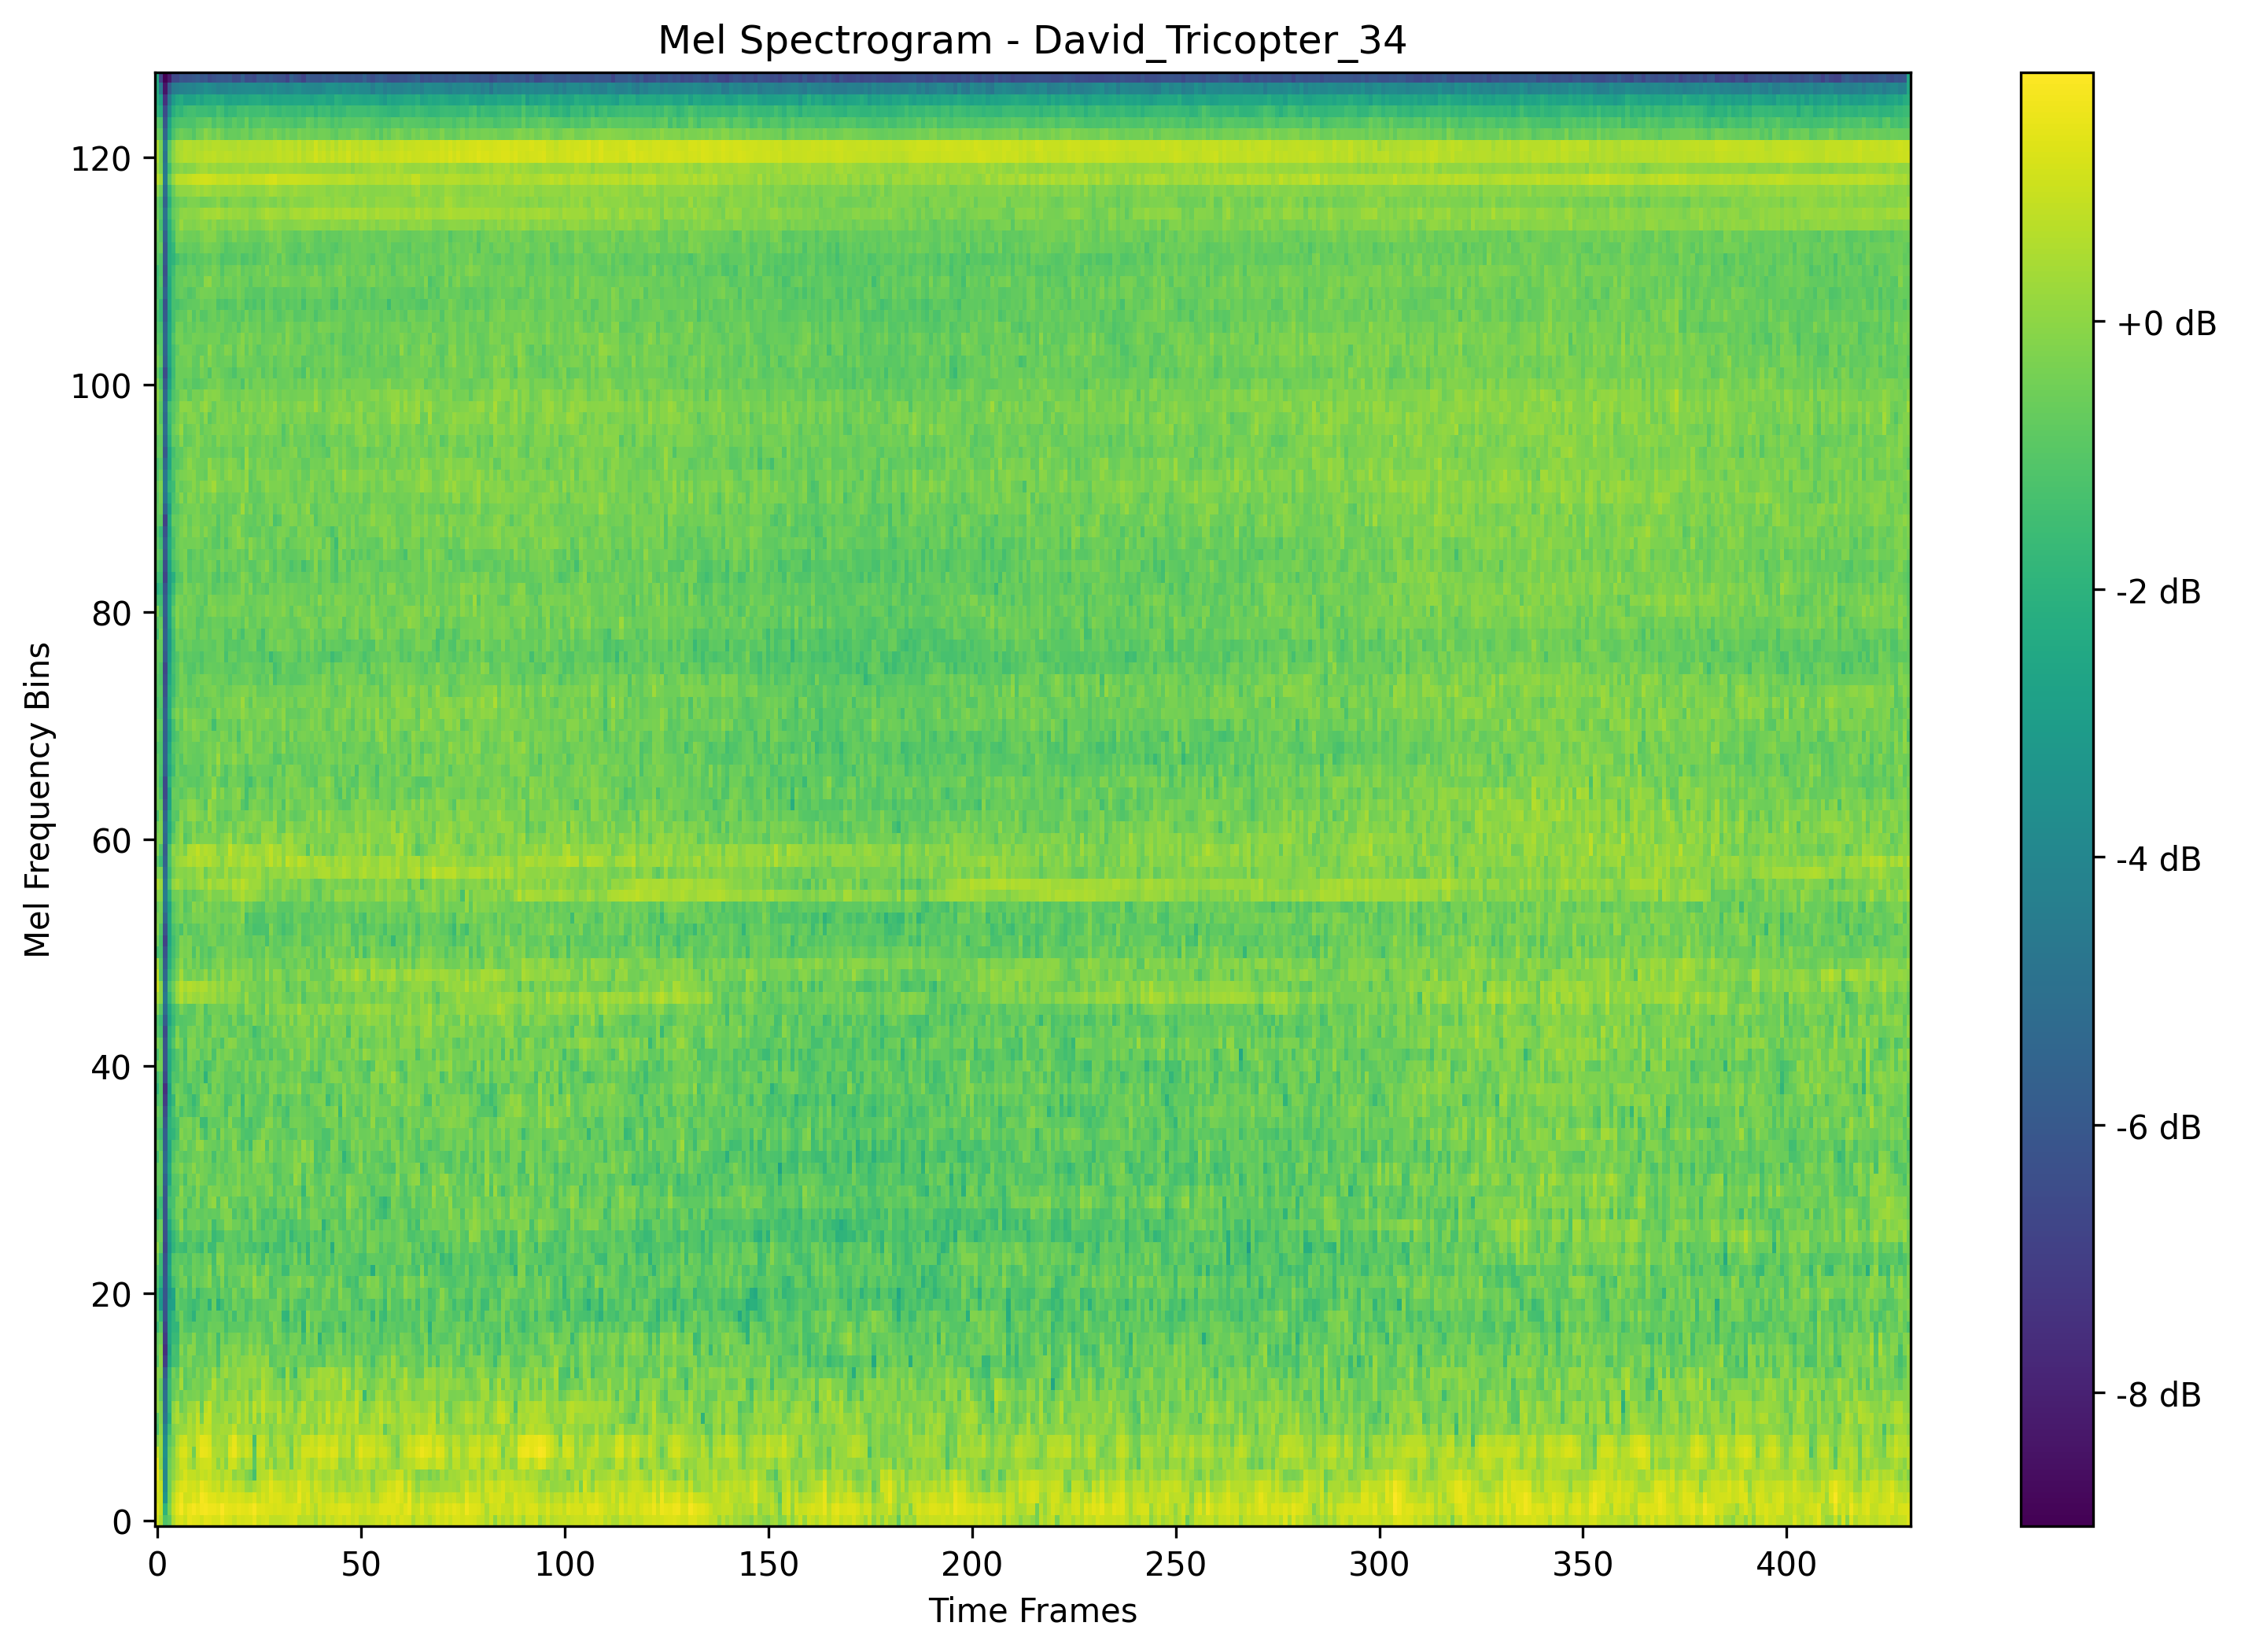 Mel Spectrogram - David_Tricopter_34
Mel Frequency Bins
120
100
80
60
40
20
0
0 50 100 150 200 250 300 350 400
Time Frames
+0 dB
-2 dB
-4 dB
-6 dB
-8 dB